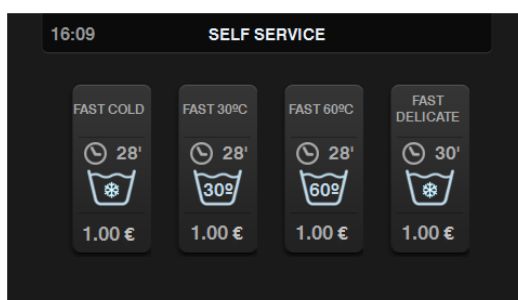 16:09 SELF SERVICE
FAST COLD
28'
1.00 €
FAST 30ºC
28'
30º
1.00 €
FAST 60ºC
28'
60º
1.00 €
FAST
DELICATE
30'
1.00 €